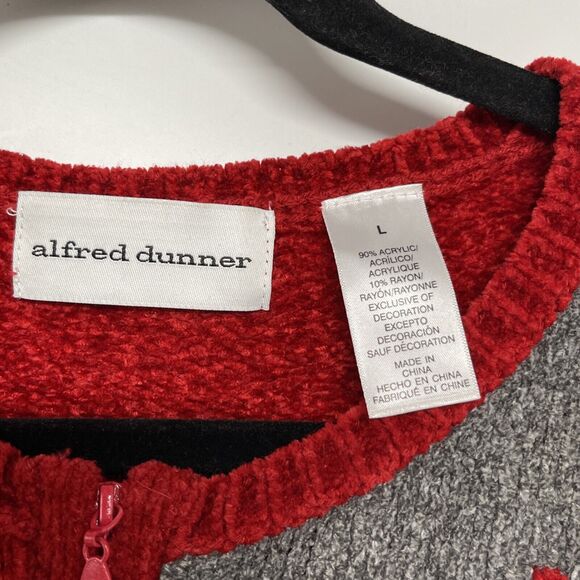 alfred dunner
L
90% ACRYLIC/
ACRÍLICO/
ACRYLIQUE
10% RAYON/
RAYÓN/RAYONNE
EXCLUSIVE OF
DECORATION
EXCEPTO
DECORACIÓN
SAUF DÉCORATION
MADE IN
CHINA
HECHO EN CHINA
FABRIQUÉ EN CHINE